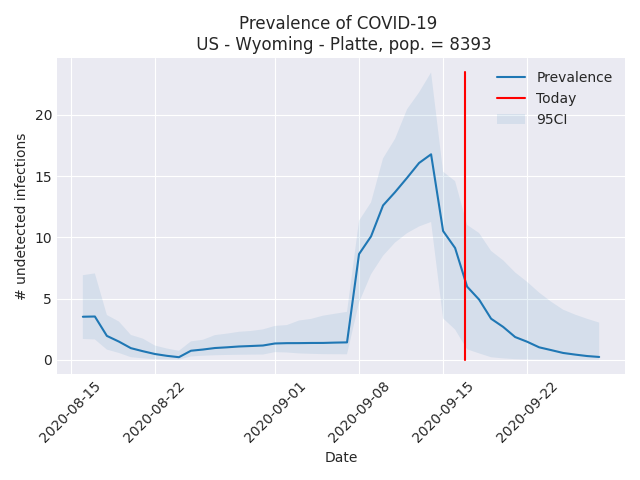 Prevalence of COVID-19
US - Wyoming - Platte, pop. = 8393
Prevalence
Today
95CI
# undetected infections
20
15
10
5
0
2020-08-15
2020-08-22
2020-09-01
2020-09-08
2020-09-15
2020-09-22
Date